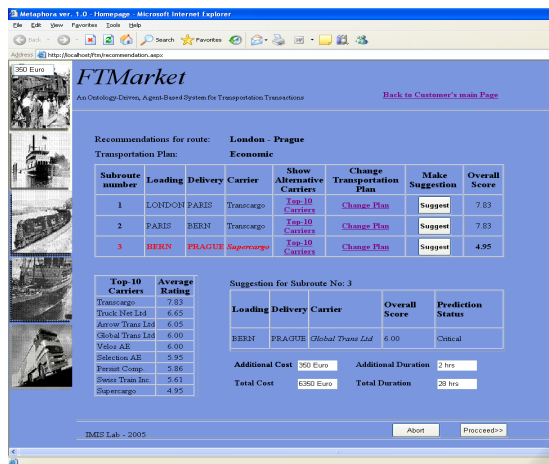 Metaphora ver. 1.0 - Homepage - Microsoft Internet Explorer
File Edit View Favorites Tools Help
Back Search Favorites
Address http://localhost/ftm/recommendation.aspx
350 Euro
FTMarket
An Ontology-Driven, Agent-Based System for Transportation Transactions
Back to Customer's main Page
Recommendations for route: London - Prague
Transportation Plan: Economic
Subroute number Loading Delivery Carrier Show Alternative Carriers Change Transportation Plan Make Suggestion Overall Score
1 LONDON PARIS Transcargo Top-10 Carriers Change Plan Suggest 7.83
2 PARIS BERN Transcargo Top-10 Carriers Change Plan Suggest 7.83
3 BERN PRAGUE Supercargo Top-10 Carriers Change Plan Suggest 4.95
Top-10 Carriers Average Rating
Transcargo 7.83
Truck Net Ltd 6.65
Arrow Trans Ltd 6.05
Global Trans Ltd 6.00
Velos AE 6.00
Selection AE 5.95
Persist Comp. 5.86
Swiss Train Inc. 5.61
Supercargo 4.95
Suggestion for Subroute No: 3
Loading Delivery Carrier Overall Score Prediction Status
BERN PRAGUE Global Trans Ltd 6.00 Critical
Additional Cost 350 Euro Additional Duration 2 hrs
Total Cost 6350 Euro Total Duration 28 hrs
Abort Procceed>>
IMIS Lab - 2005